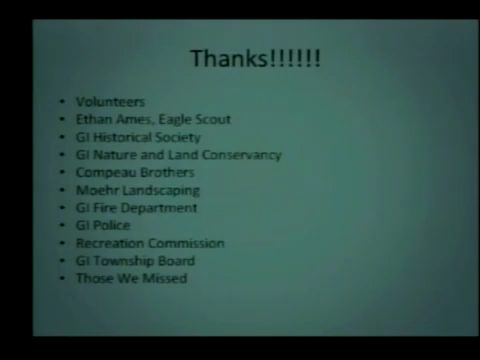 Thanks!!!!!!
• Volunteers
• Ethan Ames, Eagle Scout
• GI Historical Society
• GI Nature and Land Conservancy
• Compeau Brothers
• Moehr Landscaping
• GI Fire Department
• GI Police
• Recreation Commission
• GI Township Board
• Those We Missed